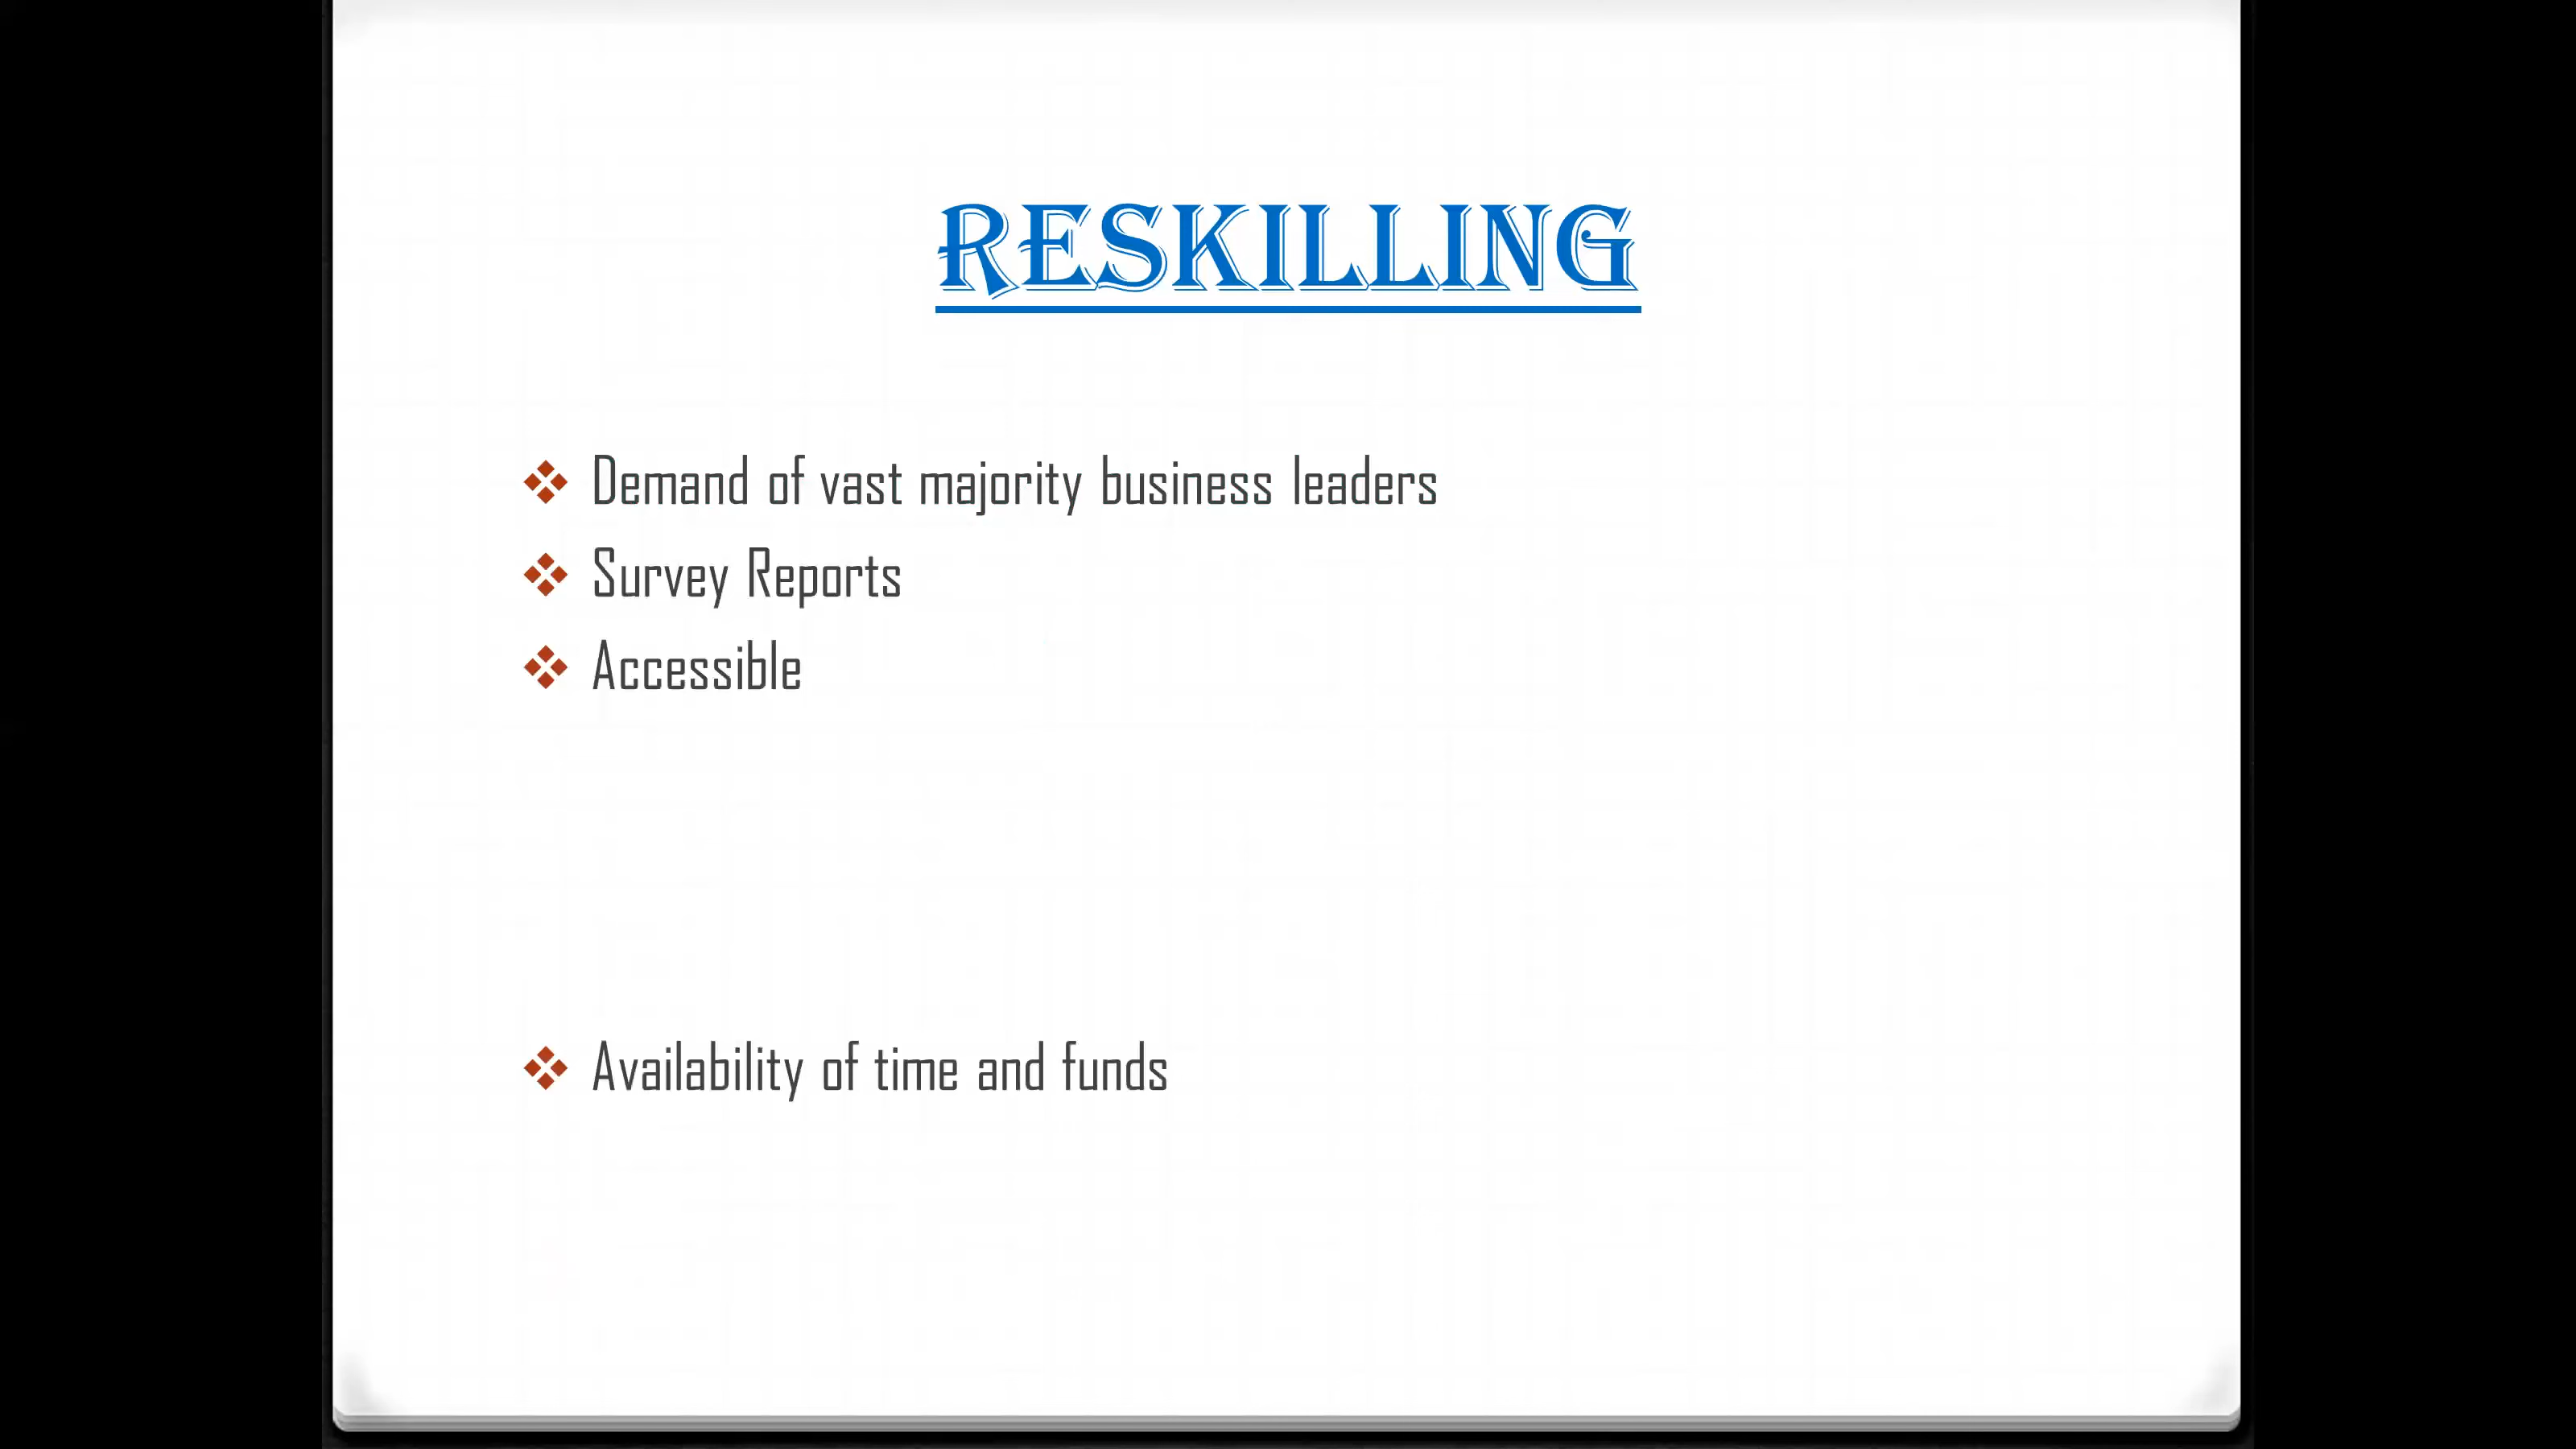 RESKILLING
Demand of vast majority business leaders
Survey Reports
Accessible
Availability of time and funds